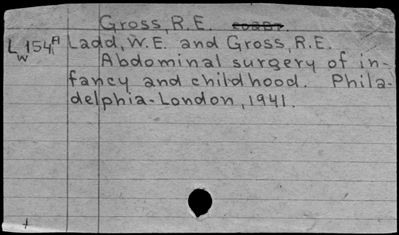 Gross, R.E.
L 154A Ladd, W.E. and Gross, R.E.
w
Abdominal surgery of in-
fancy and childhood. Phila-
delphia-London, 1941.